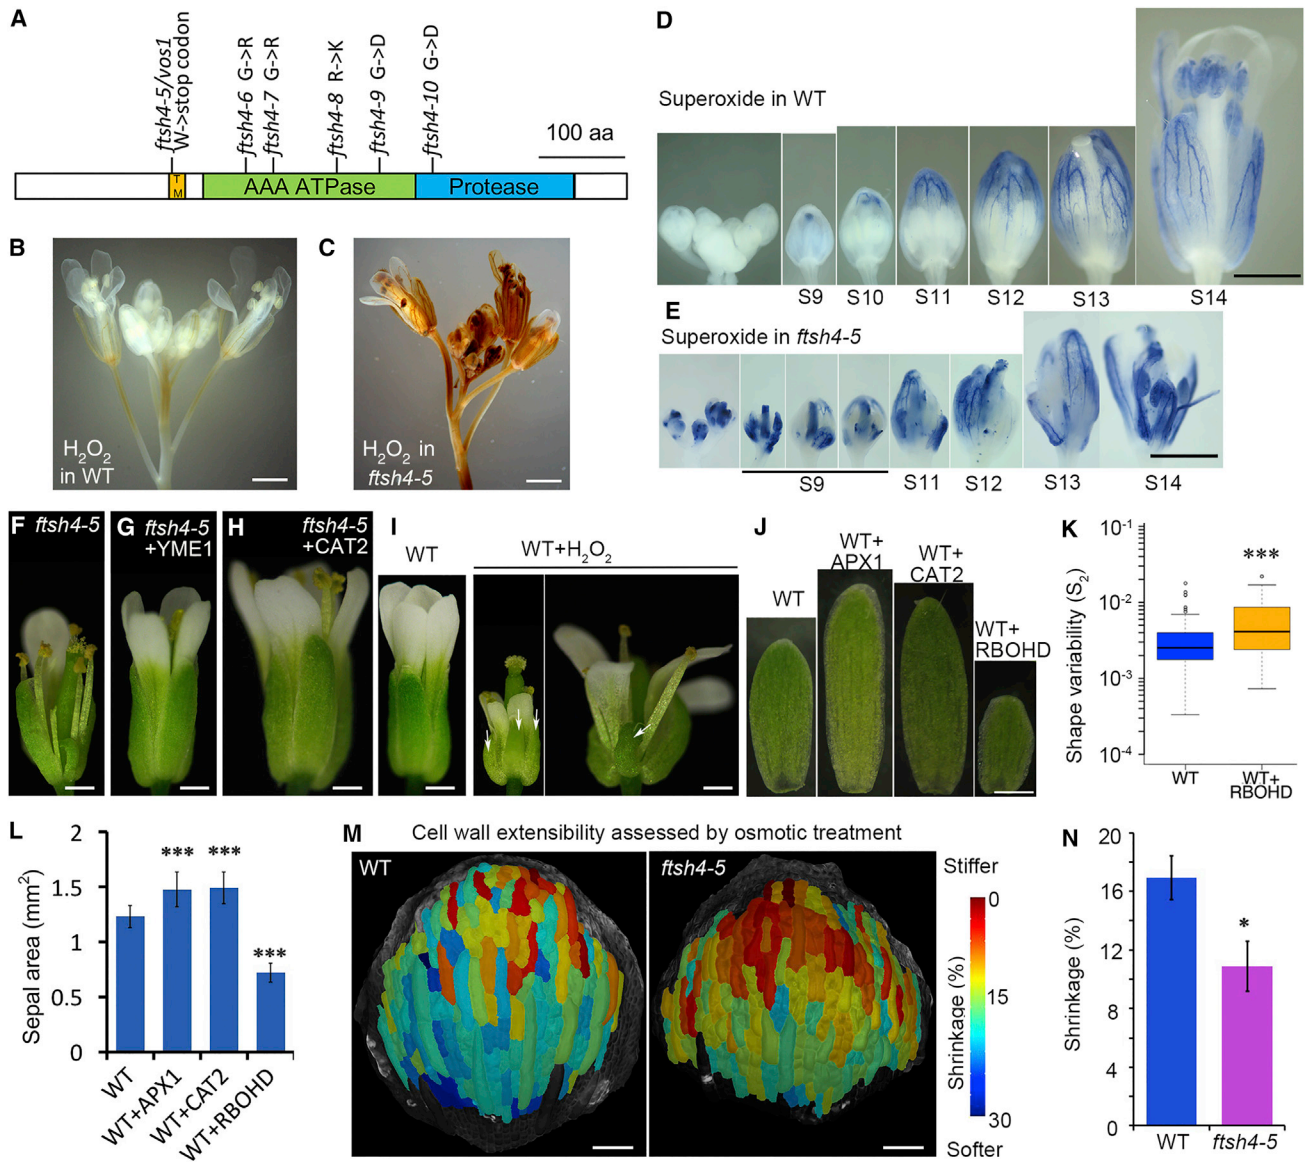 A
ftsh4-5/vos1
W->stop codon
ftsh4-6 G->R
ftsh4-7 G->R
ftsh4-8 R->K
ftsh4-9 G->D
ftsh4-10 G->D
100 aa
TM
AAA ATPase
Protease
B
H2O2
in WT
C
H2O2 in
ftsh4-5
D
Superoxide in WT
S9
S10
S11
S12
S13
S14
E
Superoxide in ftsh4-5
S9
S11
S12
S13
S14
F
ftsh4-5
G
ftsh4-5
+YME1
H
ftsh4-5
+CAT2
I
WT
WT+H2O2
J
WT
WT+
APX1
WT+
CAT2
WT+
RBOHD
K
Shape variability (S2)
10-1
10-2
10-3
10-4
***
WT
WT+
RBOHD
L
Sepal area (mm2)
2
1.5
1
0.5
0
***
***
***
WT
WT+APX1
WT+CAT2
WT+RBOHD
M
Cell wall extensibility assessed by osmotic treatment
WT
ftsh4-5
Stiffer
0
15
30
Shrinkage (%)
Softer
N
Shrinkage (%)
20
16
12
8
4
0
*
WT
ftsh4-5